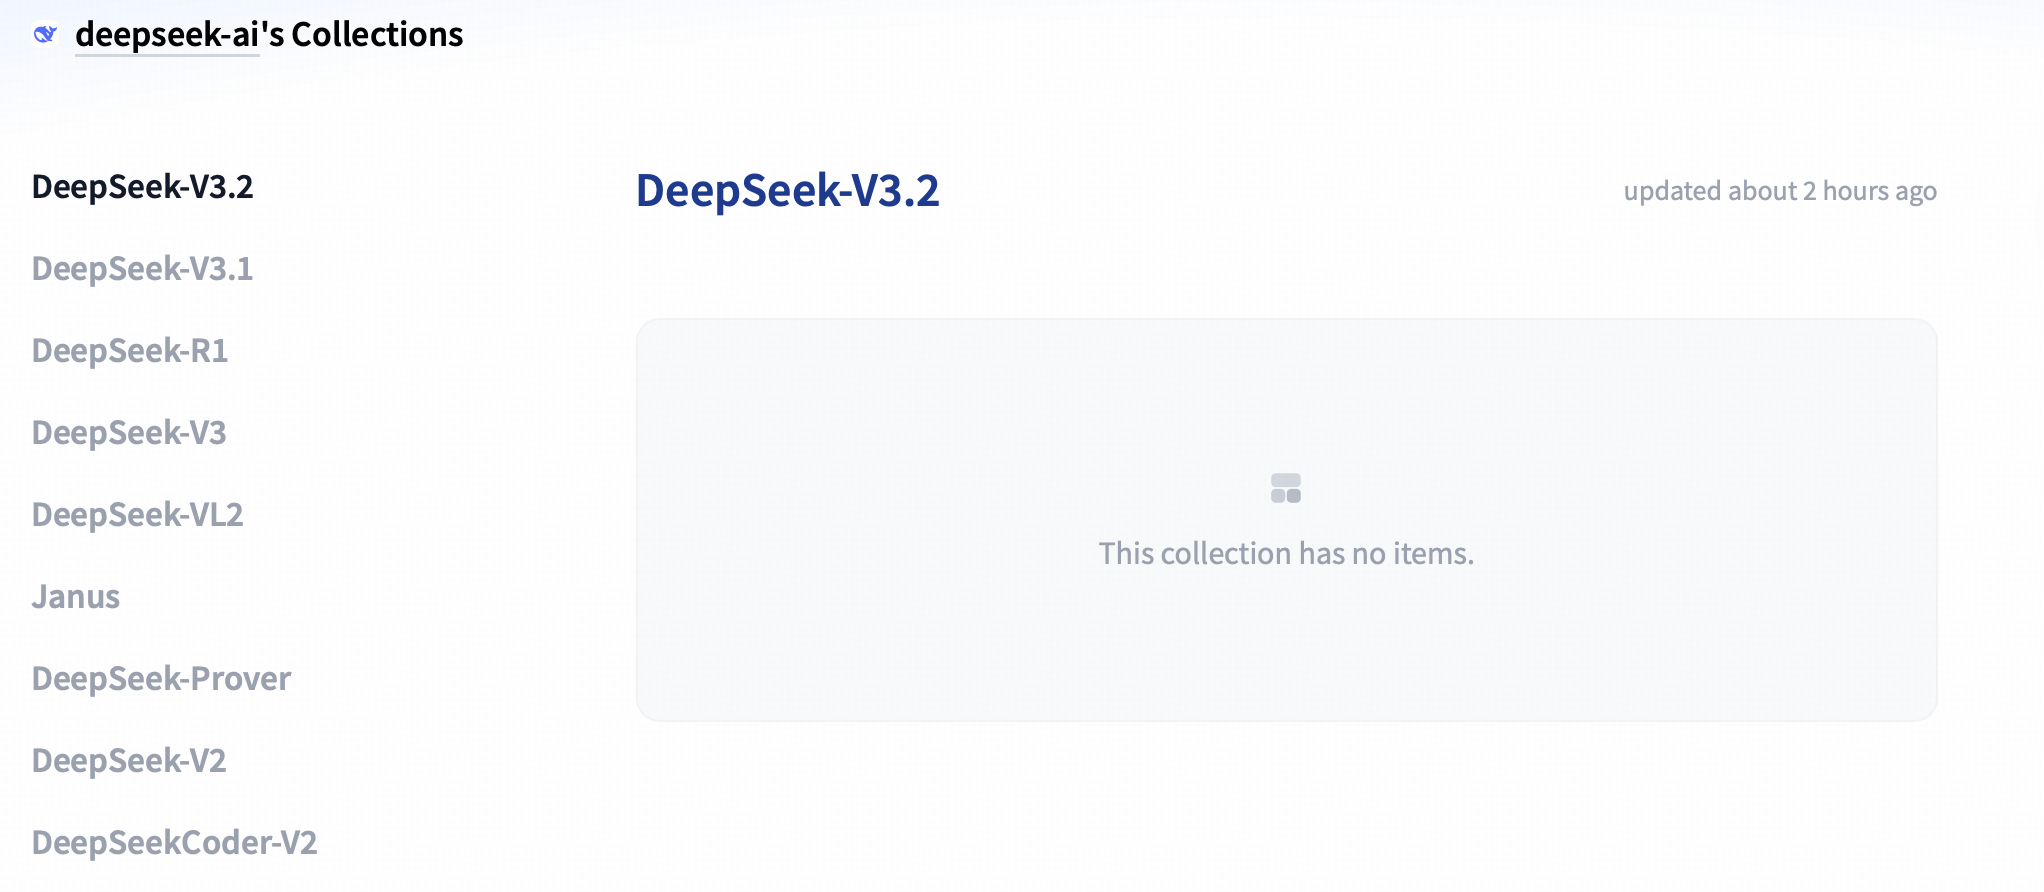 deepseek-ai's Collections
DeepSeek-V3.2
DeepSeek-V3.1
DeepSeek-R1
DeepSeek-V3
DeepSeek-VL2
Janus
DeepSeek-Prover
DeepSeek-V2
DeepSeekCoder-V2
DeepSeek-V3.2
updated about 2 hours ago
This collection has no items.